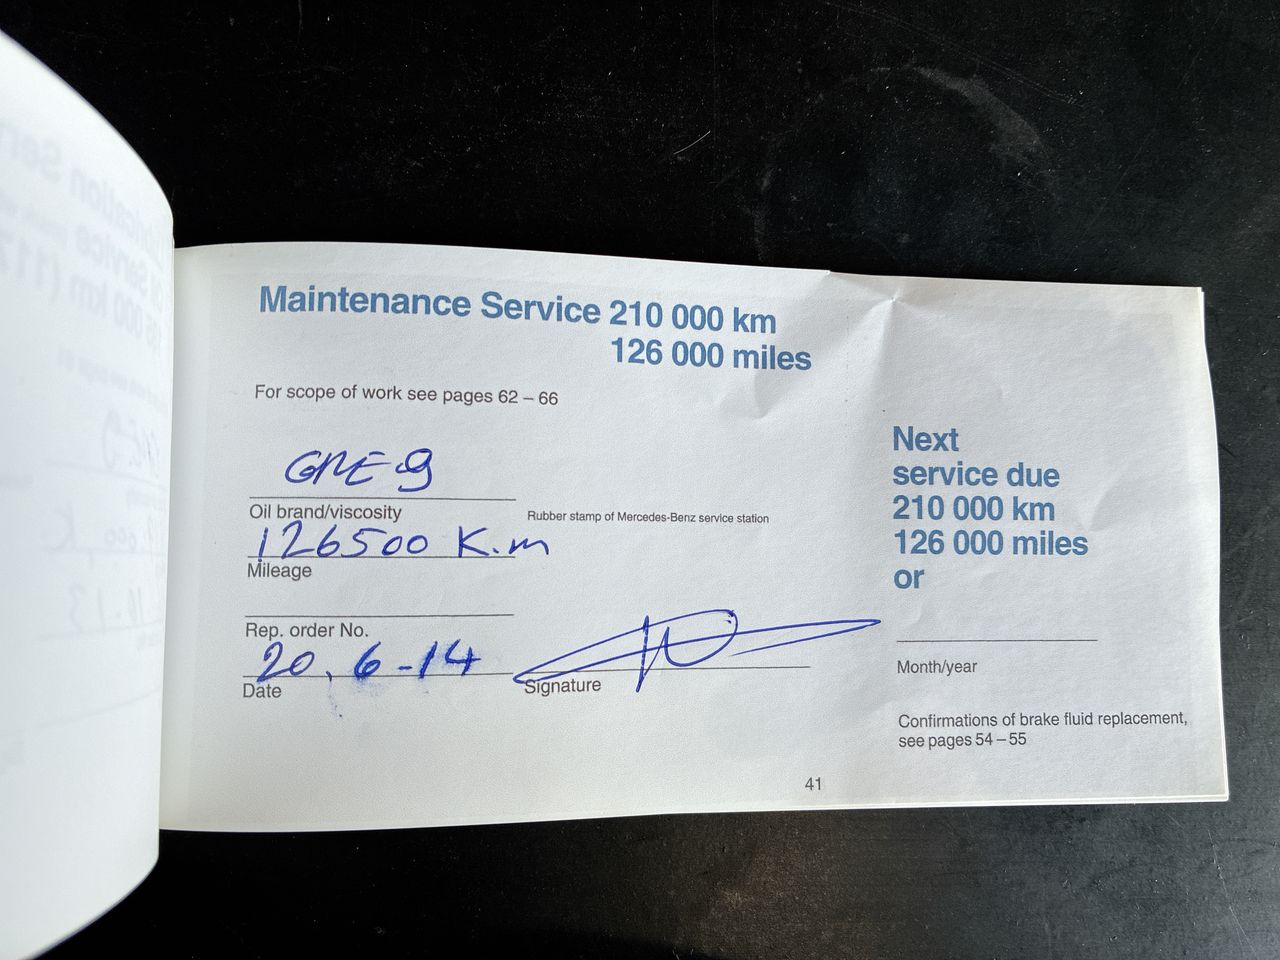 Maintenance Service 210 000 km
126 000 miles
For scope of work see pages 62 – 66
Oil brand/viscosity
Rubber stamp of Mercedes-Benz service station
126500 K.m
Mileage
Rep. order No.
20.6-14
Date
Signature
Next
service due
210 000 km
126 000 miles
or
Month/year
Confirmations of brake fluid replacement,
see pages 54 – 55
41